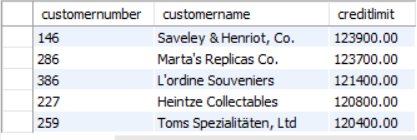 customernumber customername creditlimit
146 Saveley & Henriot, Co. 123900.00
286 Marta's Replicas Co. 123700.00
386 L'ordine Souveniers 121400.00
227 Heintze Collectables 120800.00
259 Toms Spezialitäten, Ltd 120400.00